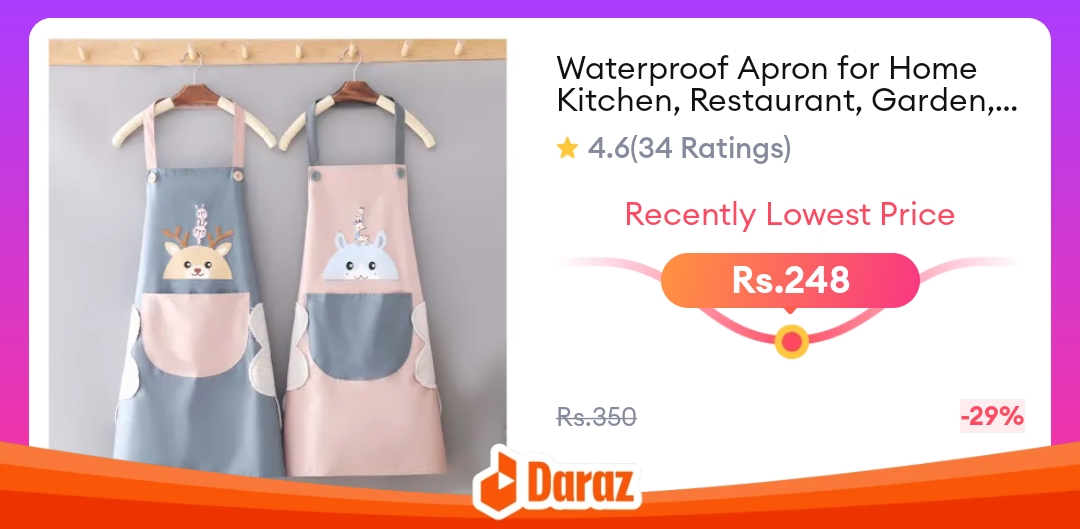 Waterproof Apron for Home
Kitchen, Restaurant, Garden,...
4.6(34 Ratings)
Recently Lowest Price
Rs.248
Rs.350
-29%
Daraz